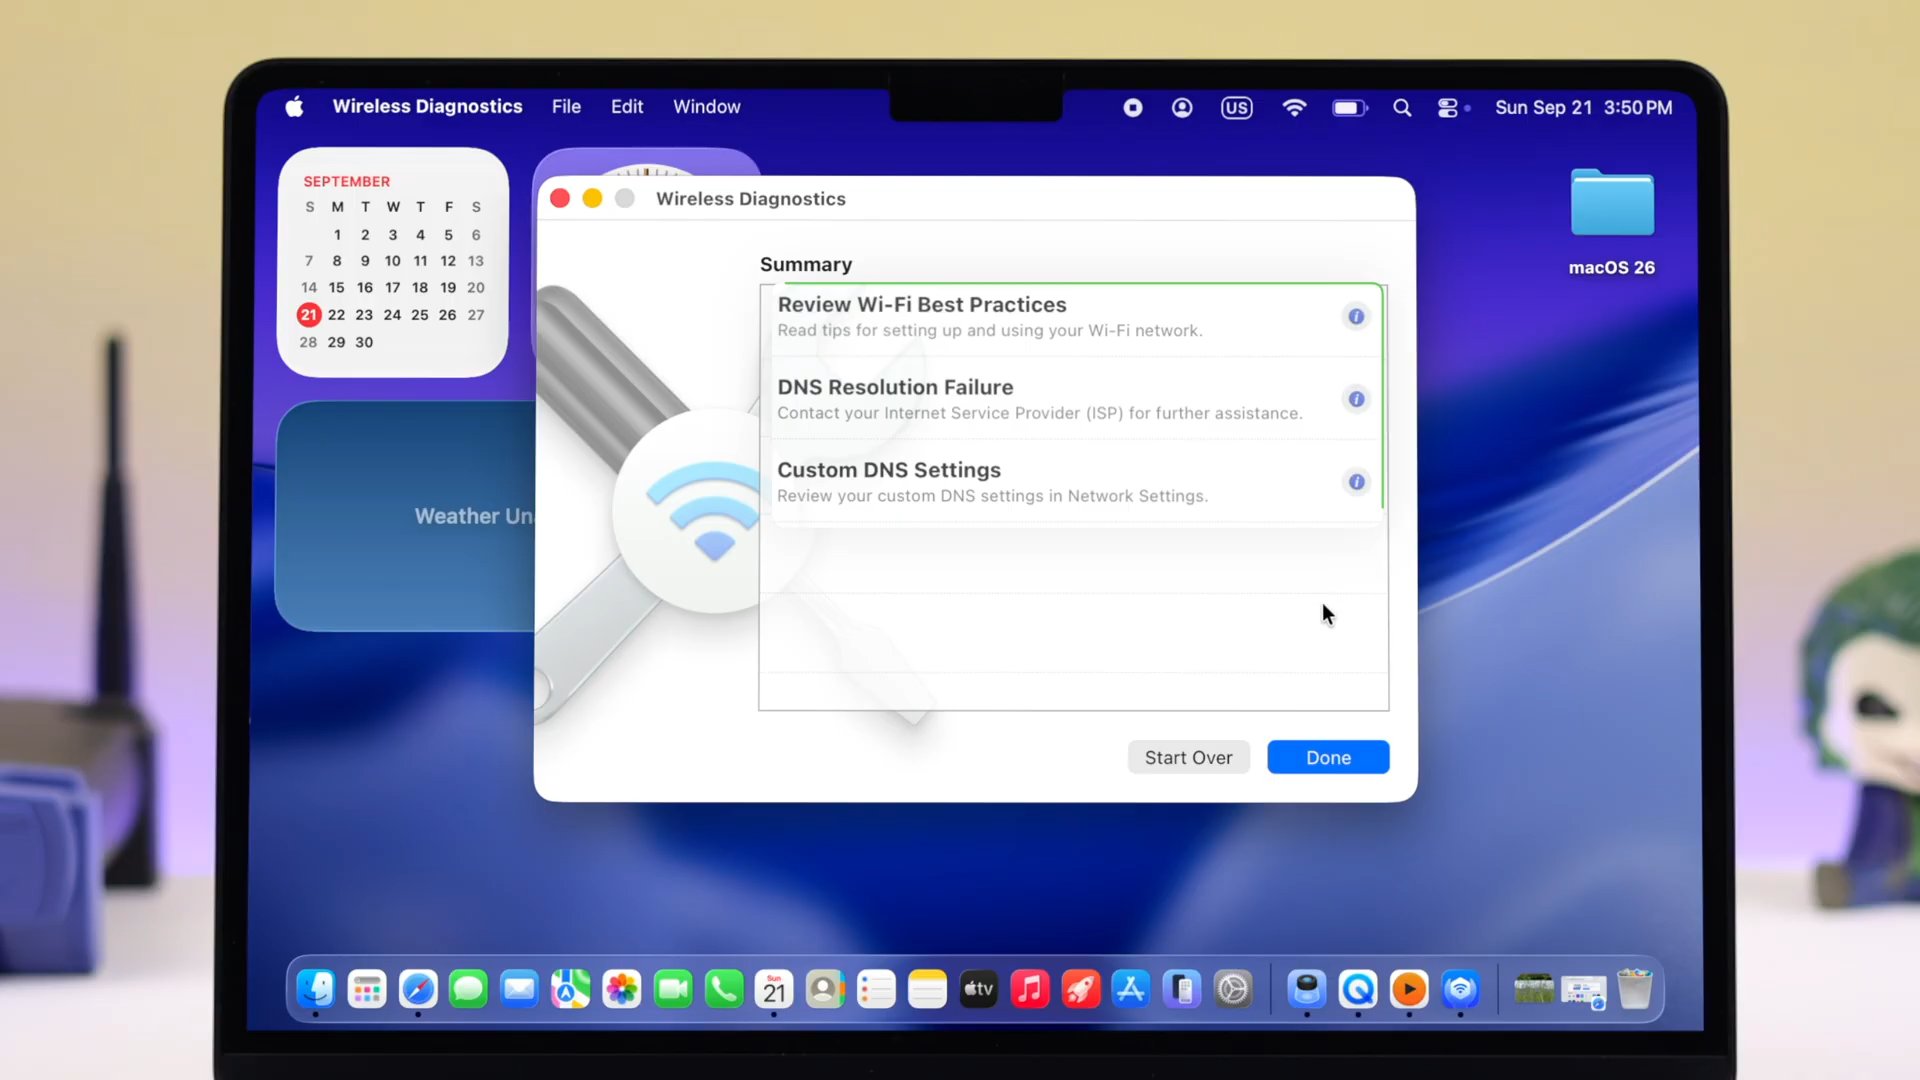 Wireless Diagnostics File Edit Window US Sun Sep 21 3:50 PM
SEPTEMBER
S M T W T F S
1 2 3 4 5 6
7 8 9 10 11 12 13
14 15 16 17 18 19 20
21 22 23 24 25 26 27
28 29 30
Weather Un
macOS 26
Wireless Diagnostics
Summary
Review Wi-Fi Best Practices
Read tips for setting up and using your Wi-Fi network.
DNS Resolution Failure
Contact your Internet Service Provider (ISP) for further assistance.
Custom DNS Settings
Review your custom DNS settings in Network Settings.
Start Over Done
Sun
21
tv